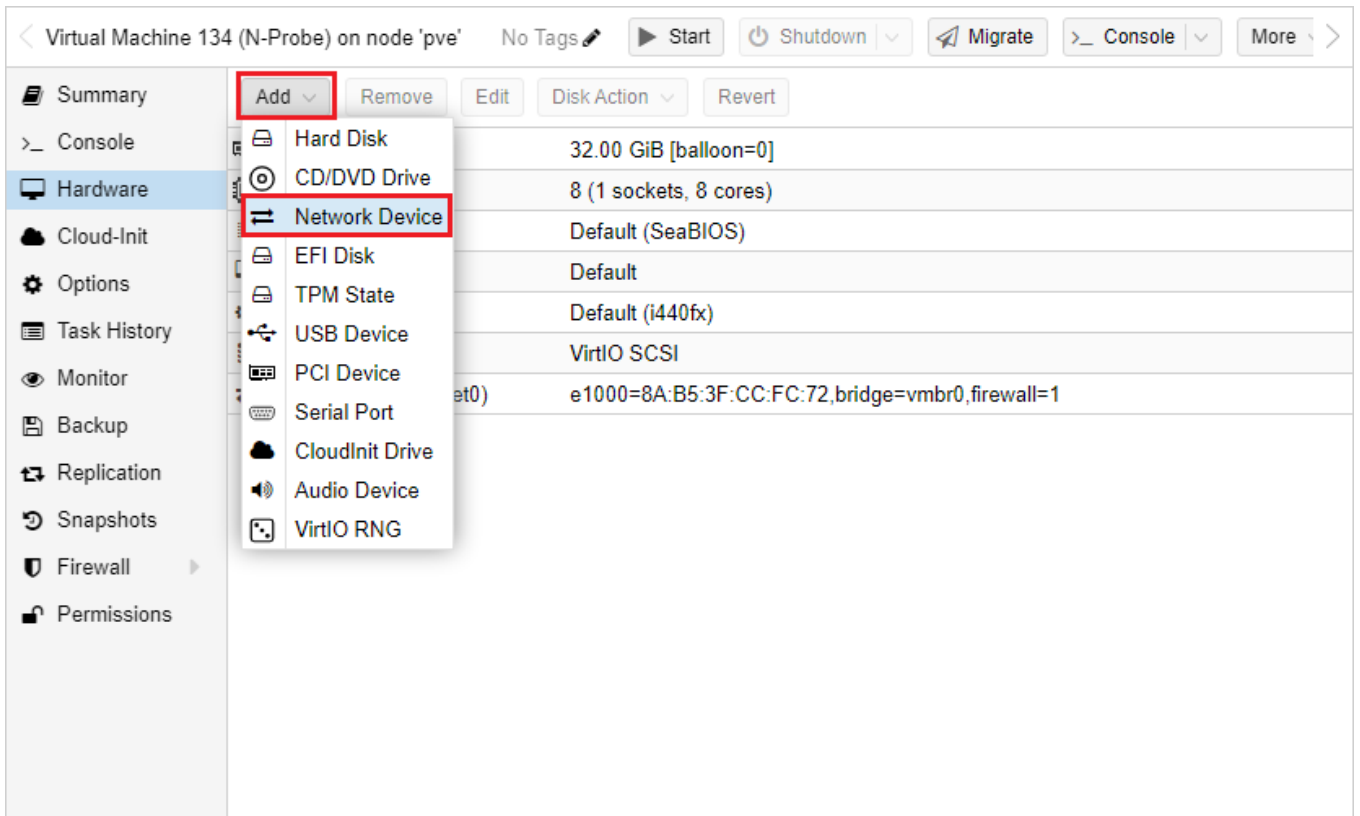 Virtual Machine 134 (N-Probe) on node 'pve' No Tags Start Shutdown Migrate >_ Console More
Summary
Console
Hardware
Cloud-Init
Options
Task History
Monitor
Backup
Replication
Snapshots
Firewall
Permissions
Add Remove Edit Disk Action Revert
Hard Disk
CD/DVD Drive
Network Device
EFI Disk
TPM State
USB Device
PCI Device
Serial Port
CloudInit Drive
Audio Device
VirtIO RNG
32.00 GiB [balloon=0]
8 (1 sockets, 8 cores)
Default (SeaBIOS)
Default
Default (i440fx)
VirtIO SCSI
et0) e1000=8A:B5:3F:CC:FC:72,bridge=vmbr0,firewall=1